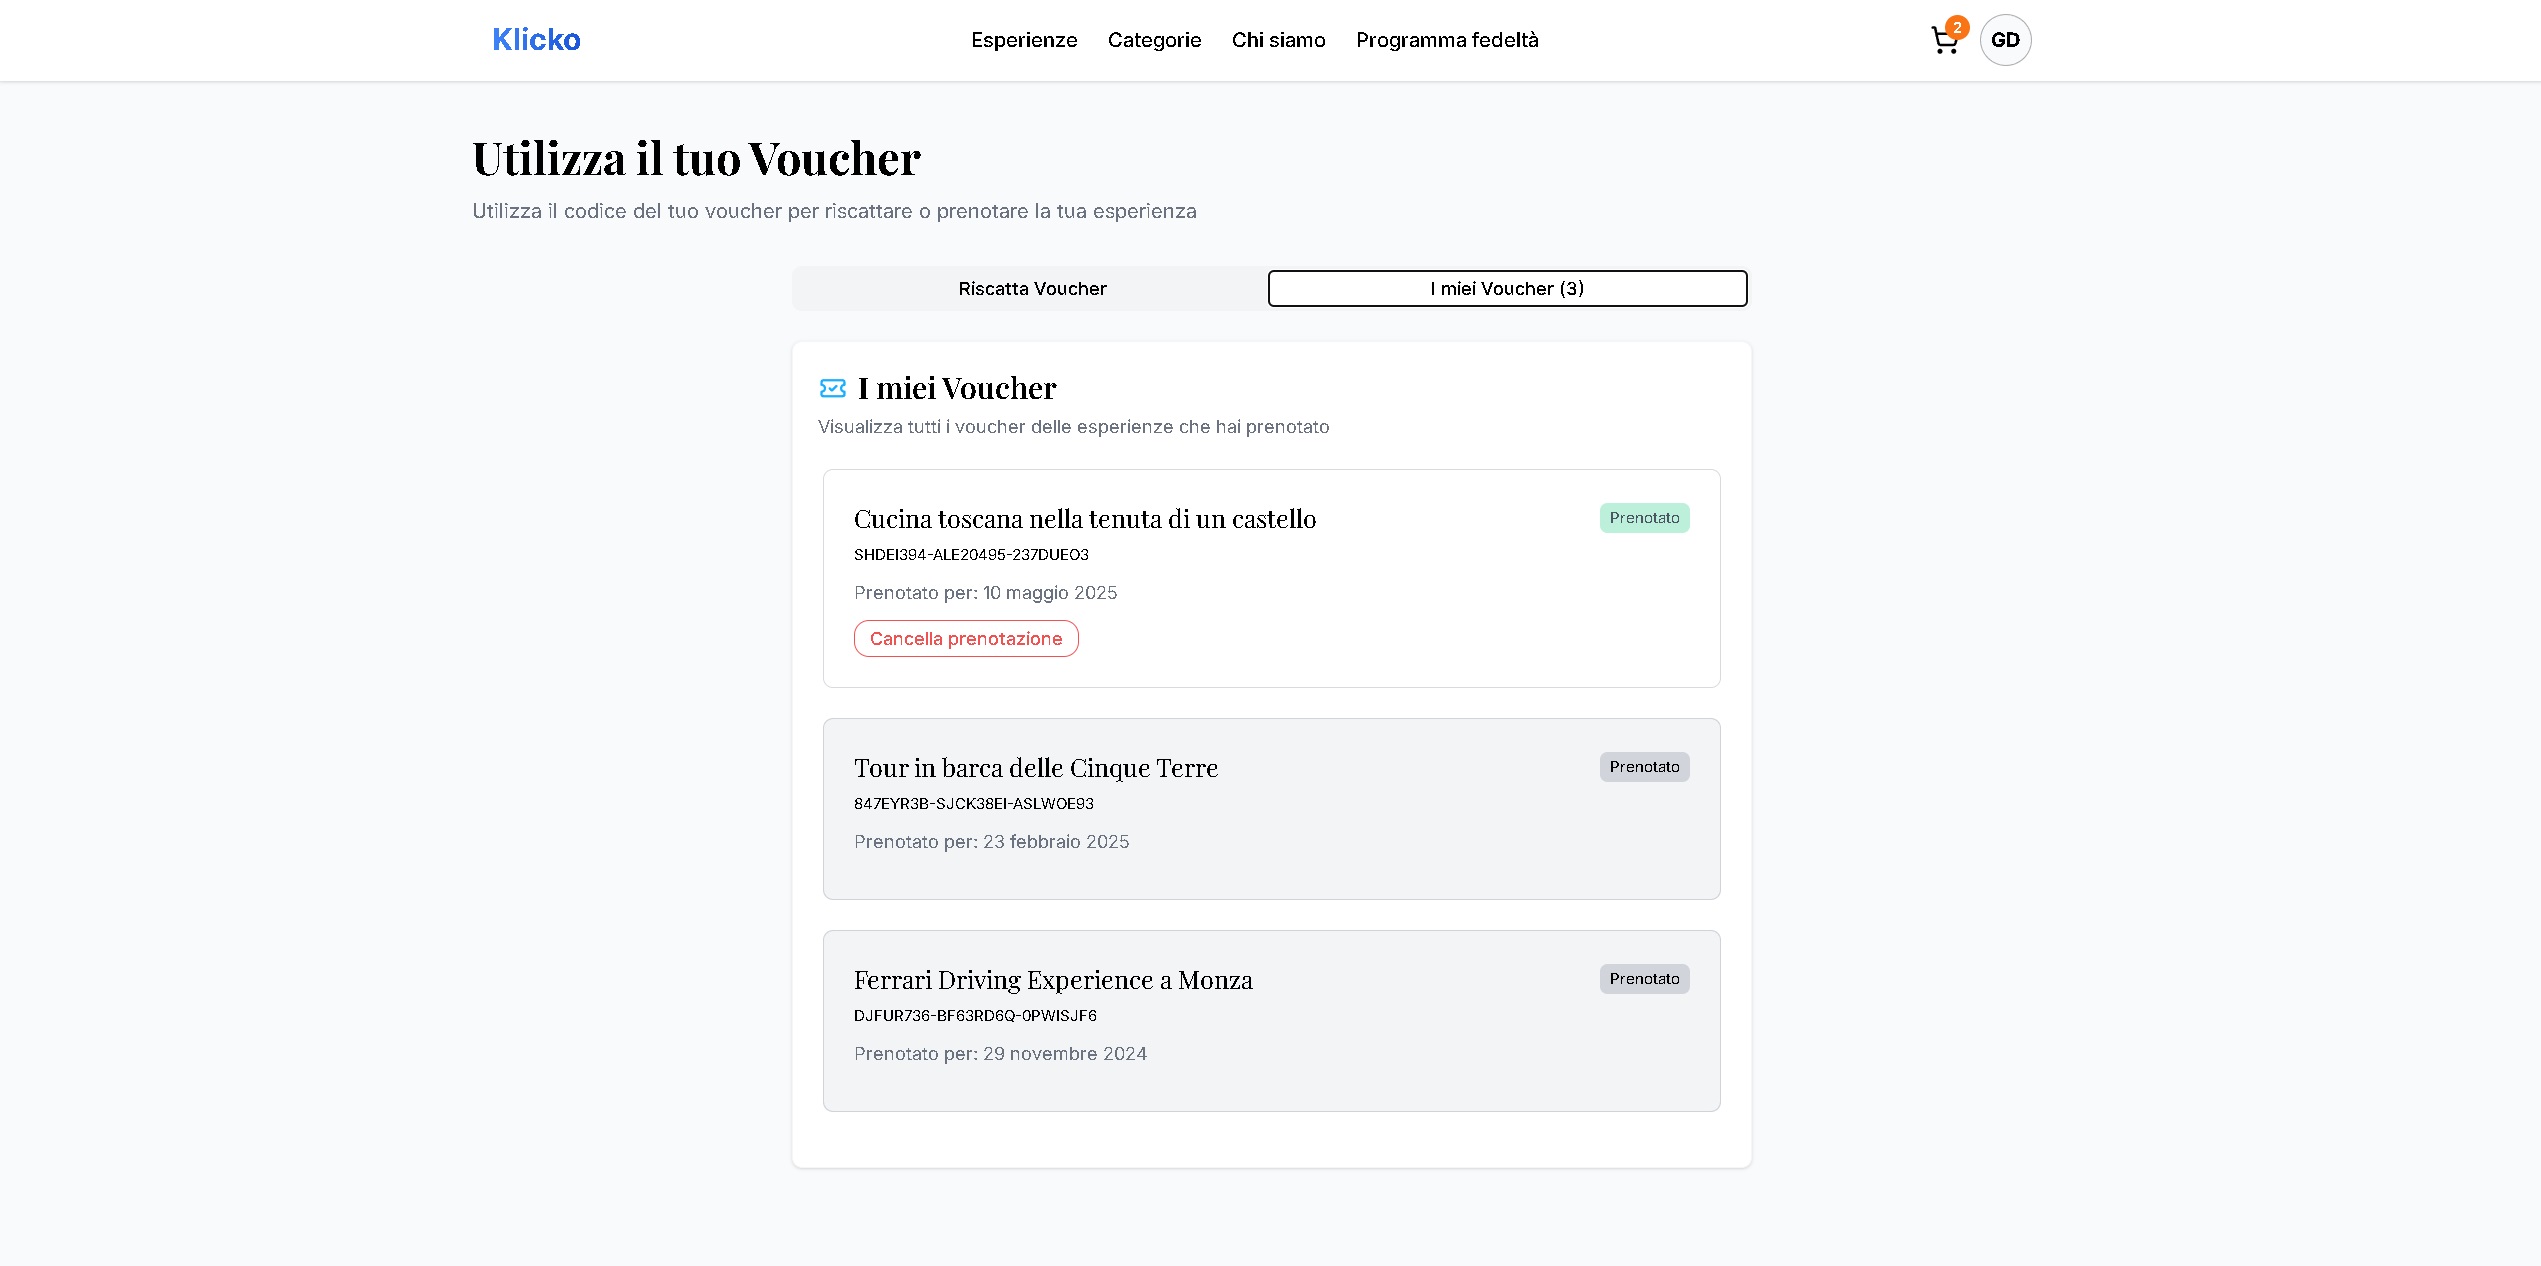 Klicko
Esperienze
Categorie
Chi siamo
Programma fedeltà
2
GD
Utilizza il tuo Voucher
Utilizza il codice del tuo voucher per riscattare o prenotare la tua esperienza
Riscatta Voucher
I miei Voucher (3)
I miei Voucher
Visualizza tutti i voucher delle esperienze che hai prenotato
Cucina toscana nella tenuta di un castello
Prenotato
SHDEI394-ALE20495-237DUEO3
Prenotato per: 10 maggio 2025
Cancella prenotazione
Tour in barca delle Cinque Terre
Prenotato
847EYR3B-SJCK38EI-ASLWOE93
Prenotato per: 23 febbraio 2025
Ferrari Driving Experience a Monza
Prenotato
DJFUR736-BF63RD6Q-0PWISJF6
Prenotato per: 29 novembre 2024